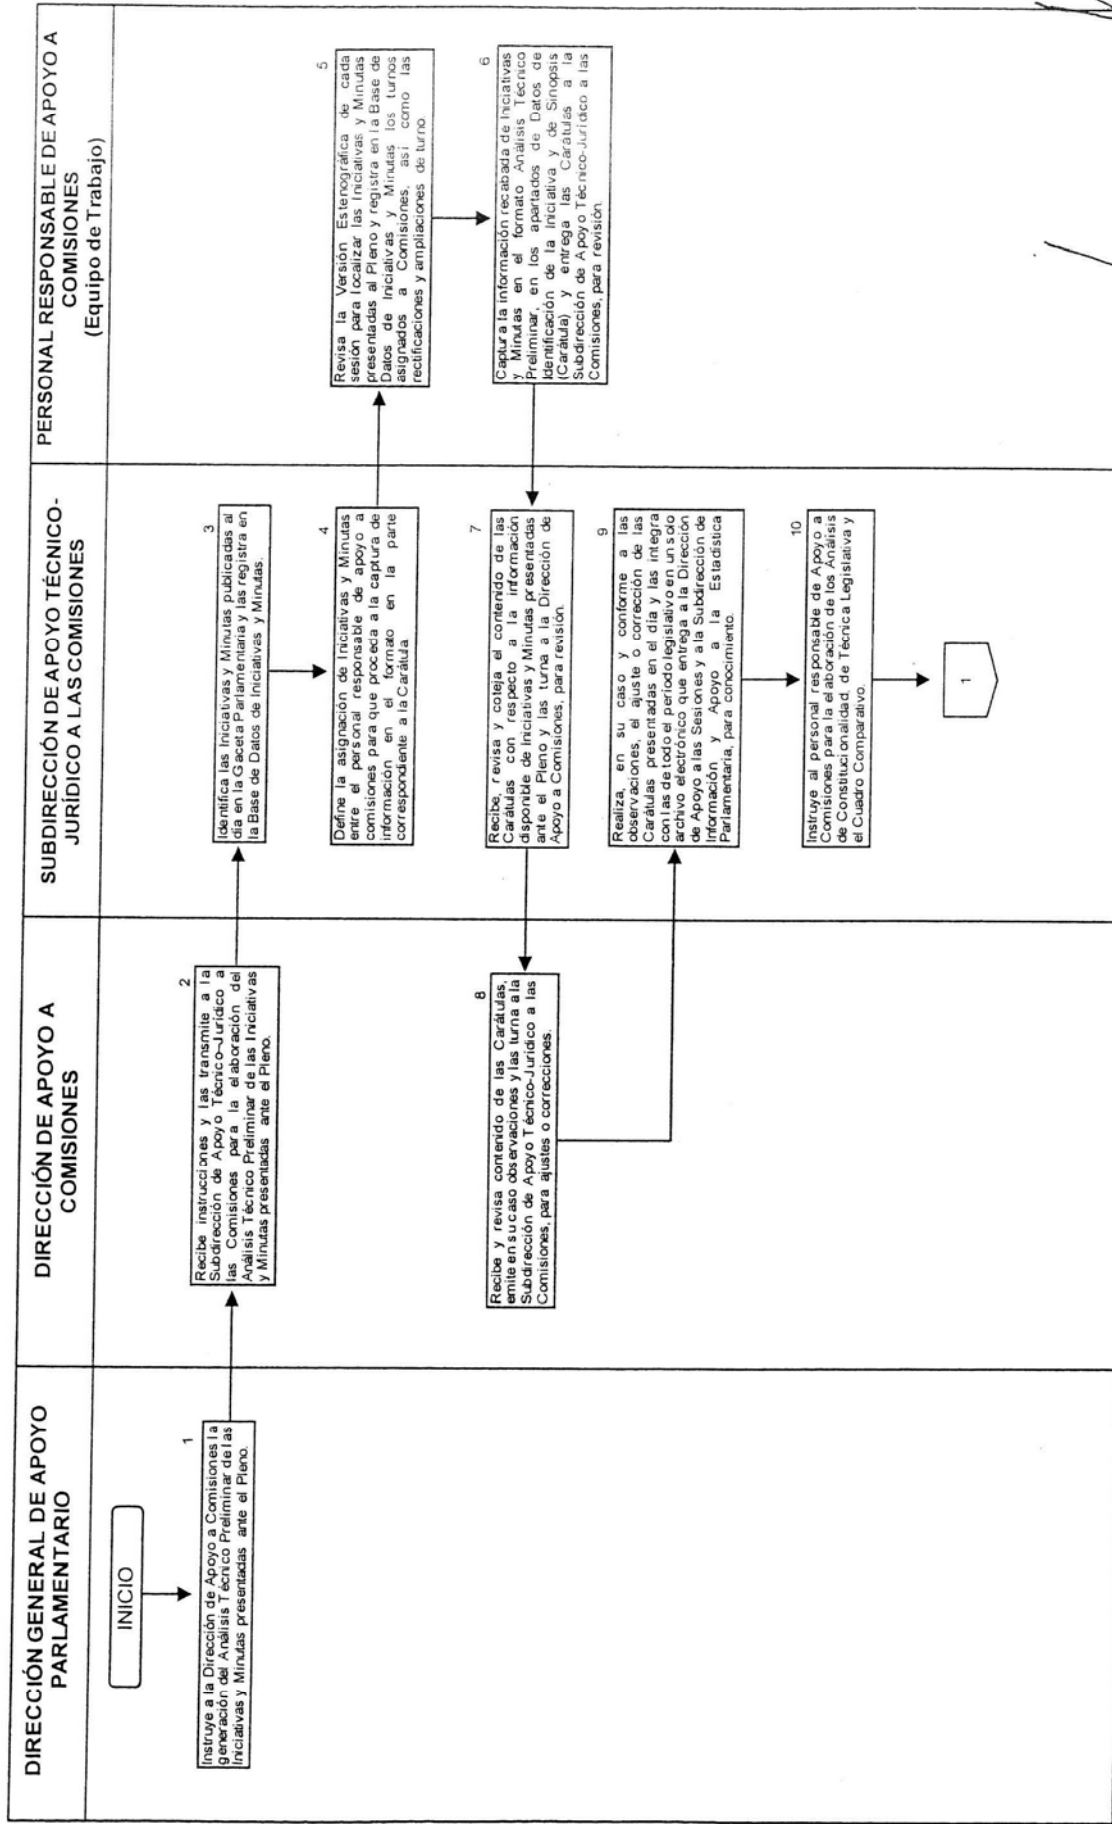 DIRECCIÓN GENERAL DE APOYO
PARLAMENTARIO
DIRECCIÓN DE APOYO A
COMISIONES
SUBDIRECCIÓN DE APOYO TÉCNICO-
JURÍDICO A LAS COMISIONES
PERSONAL RESPONSABLE DE APOYO A
COMISIONES
(Equipo de Trabajo)
INICIO
1
Instruye a la Dirección de Apoyo a Comisiones la
generación del Análisis Técnico Preliminar de las
Iniciativas y Minutas presentadas ante el Pleno.
2
Recibe instrucciones y las transmite a la
Subdirección de Apoyo Técnico-Jurídico a
las Comisiones para la elaboración del
Análisis Técnico Preliminar de las Iniciativas
y Minutas presentadas ante el Pleno.
3
Identifica las Iniciativas y Minutas publicadas al
día en la Gaceta Parlamentaria y las registra en
la Base de Datos de Iniciativas y Minutas.
4
Define la asignación de Iniciativas y Minutas
entre el personal responsable de apoyo a
comisiones para que proceda a la captura de
información en el formato en la parte
correspondiente a la Carátula.
5
Revisa la Versión Estenográfica de cada
sesión para localizar las Iniciativas y Minutas
presentadas al Pleno y registra en la Base de
Datos de Iniciativas y Minutas los turnos
asignados a Comisiones, así como las
rectificaciones y ampliaciones de turno.
6
Captura la información recabada de Iniciativas
y Minutas en el formato Análisis Técnico
Preliminar, en los apartados de Datos de
Identificación de la Iniciativa y de Sinopsis
(Carátula) y entrega las Carátulas a la
Subdirección de Apoyo Técnico-Jurídico a las
Comisiones, para revisión.
7
Recibe, revisa y coteja el contenido de las
Carátulas con respecto a la información
disponible de Iniciativas y Minutas presentadas
ante el Pleno y las turna a la Dirección de
Apoyo a Comisiones, para revisión.
8
Recibe y revisa contenido de las Carátulas,
emite en su caso observaciones y las turna a la
Subdirección de Apoyo Técnico-Jurídico a las
Comisiones, para ajustes o correcciones.
9
Realiza, en su caso y conforme a las
observaciones, el ajuste o corrección de las
Carátulas presentadas en el día y las integra
con las de todo el periodo legislativo en un solo
archivo electrónico que entrega a la Dirección
de Apoyo a las Sesiones y a la Subdirección de
Información y Apoyo a la Estadística
Parlamentaria, para conocimiento.
10
Instruye al personal responsable de Apoyo a
Comisiones para la elaboración de los Análisis
de Constitucionalidad, de Técnica Legislativa y
el Cuadro Comparativo.
1